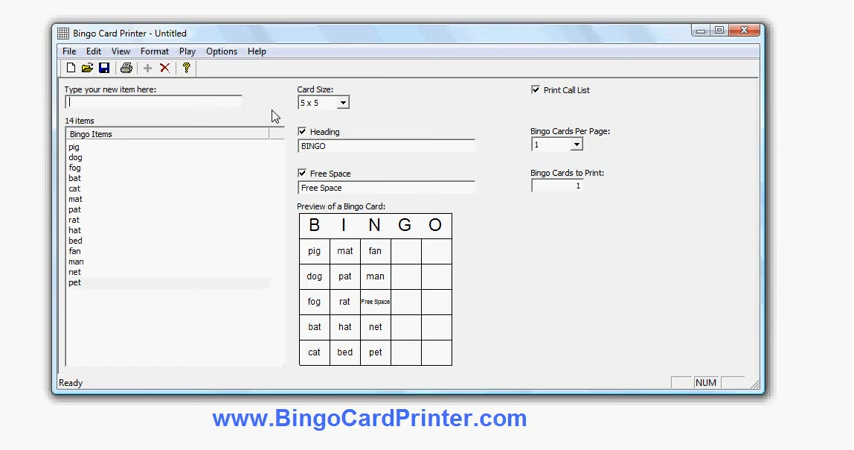 Bingo Card Printer - Untitled
File Edit View Format Play Options Help
Type your new item here:
14 items
Bingo Items
pig
dog
fog
bat
cat
mat
pat
rat
hat
bed
fan
man
net
pet
Card Size:
5 x 5
Heading
BINGO
Free Space
Free Space
Preview of a Bingo Card:
B I N G O
pig mat fan
dog pat man
fog rat Free Space
bat hat net
cat bed pet
Print Call List
Bingo Cards Per Page:
1
Bingo Cards to Print:
1
Ready NUM
www.BingoCardPrinter.com